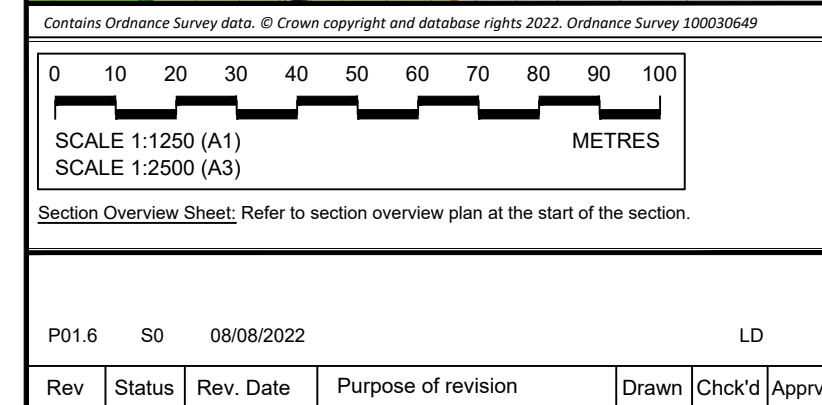 Contains Ordnance Survey data. © Crown copyright and database rights 2022. Ordnance Survey 100030649
0 10 20 30 40 50 60 70 80 90 100
SCALE 1:1250 (A1) METRES
SCALE 1:2500 (A3)
Section Overview Sheet: Refer to section overview plan at the start of the section.
P01.6 S0 08/08/2022 LD
Rev Status Rev. Date Purpose of revision Drawn Chck'd Apprv